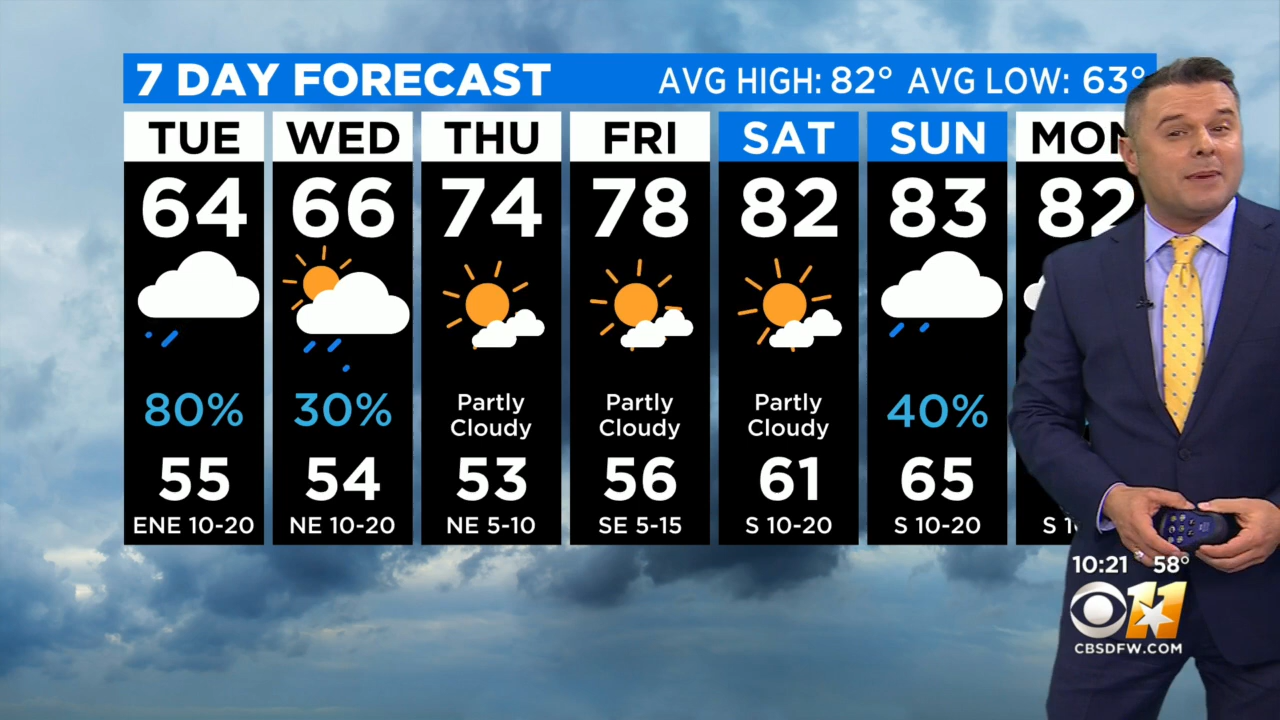 7 DAY FORECAST AVG HIGH: 82° AVG LOW: 63°
TUE WED THU FRI SAT SUN MON
64 66 74 78 82 83 82
80% 30% Partly Cloudy Partly Cloudy Partly Cloudy 40%
55 54 53 56 61 65
ENE 10-20 NE 10-20 NE 5-10 SE 5-15 S 10-20 S 10-20 S
10:21 58°
11
CBSDFW.COM